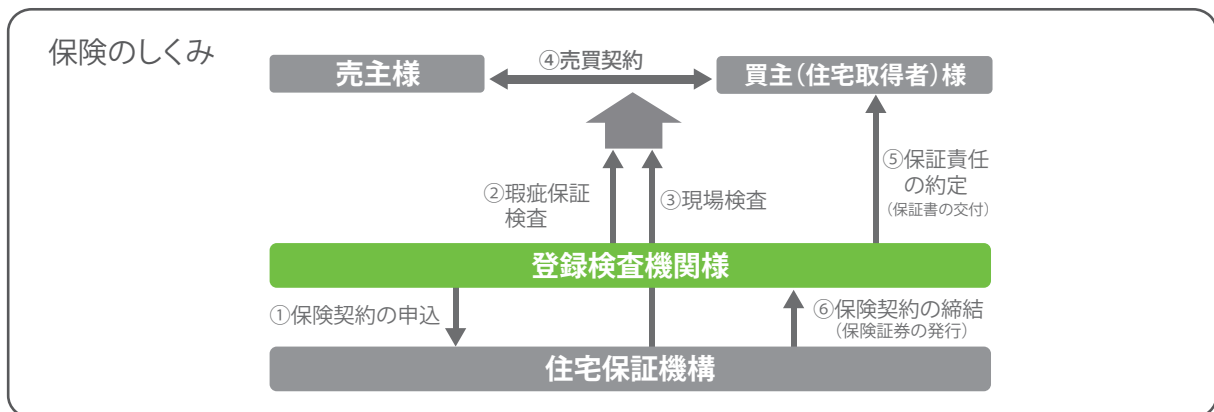 保険のしくみ
④売買契約
売主様
買主(住宅取得者)様
②瑕疵保証
検査
③現場検査
⑤保証責任
の約定
(保証書の交付)
登録検査機関様
①保険契約の申込
⑥保険契約の締結
(保険証券の発行)
住宅保証機構